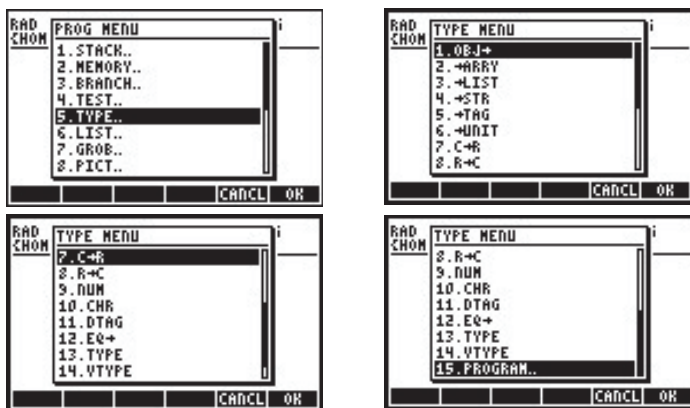 RAD
CHOM
PROG MENU
1.STACK..
2.MEMORY..
3.BRANCH..
4.TEST..
5.TYPE..
6.LIST..
7.GROB..
8.PICT..
i
CANCL OK
RAD
CHOM
TYPE MENU
1.OBJ→
2.→ARRY
3.→LIST
4.→STR
5.→TAG
6.→UNIT
7.C→R
8.R→C
i
CANCL OK
RAD
CHOM
TYPE MENU
7.C→R
8.R→C
9.NUM
10.CHR
11.DTAG
12.EQ→
13.TYPE
14.VTYPE
i
CANCL OK
RAD
CHOM
TYPE MENU
8.R→C
9.NUM
10.CHR
11.DTAG
12.EQ→
13.TYPE
14.VTYPE
15.PROGRAM..
i
CANCL OK